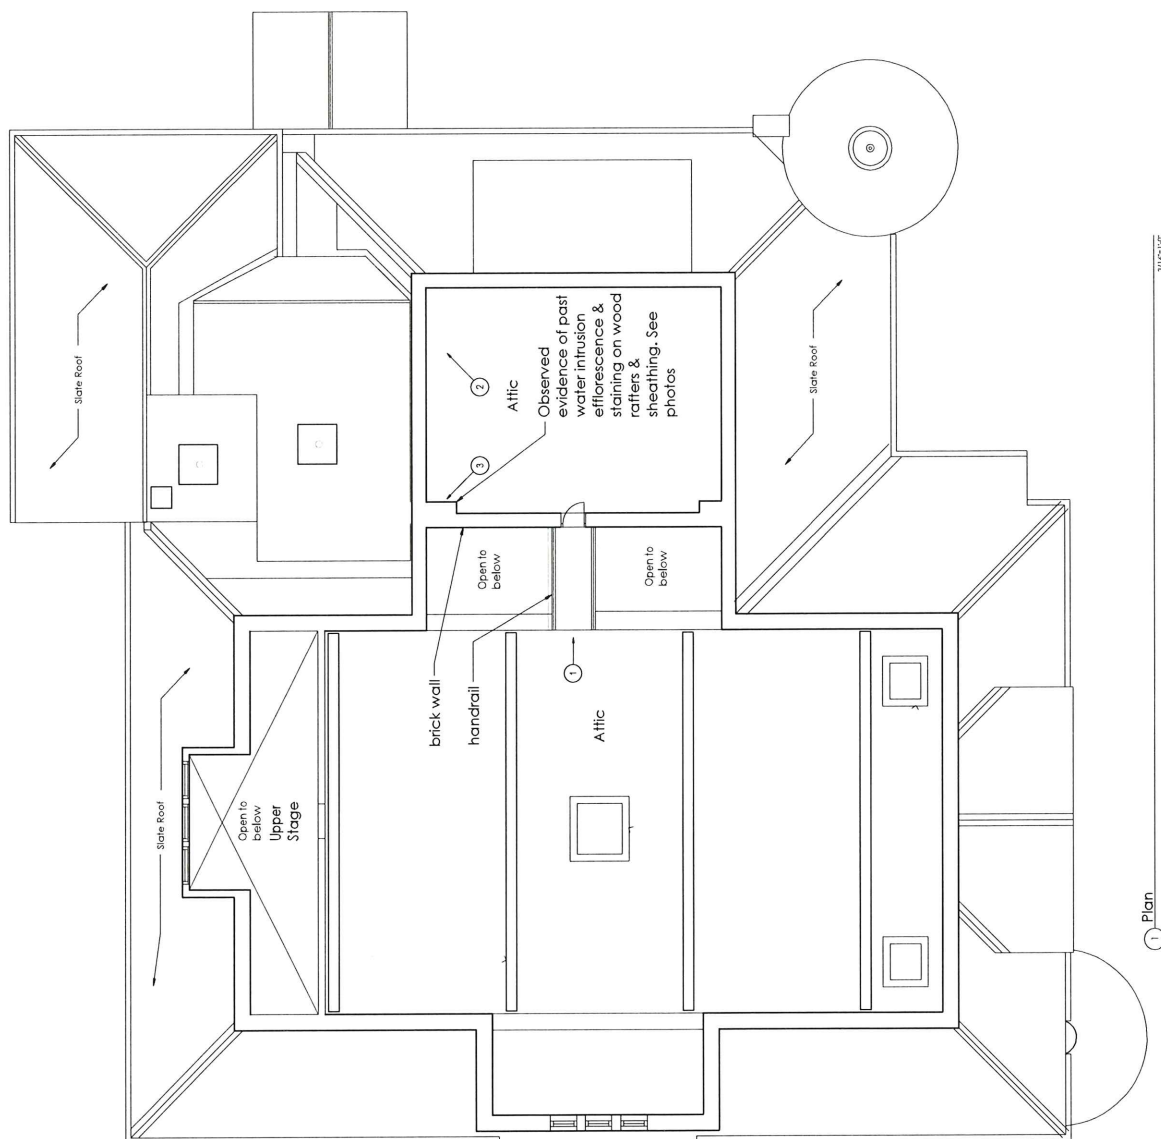 Slate Roof
Slate Roof
Slate Roof
2
Attic
3
Observed
evidence of past
water intrusion
efflorescence &
staining on wood
rafters &
sheathing. See
photos
Open to
below
Open to
below
brick wall
handrail
1
Attic
Open to
below
Upper
Stage
1
Plan